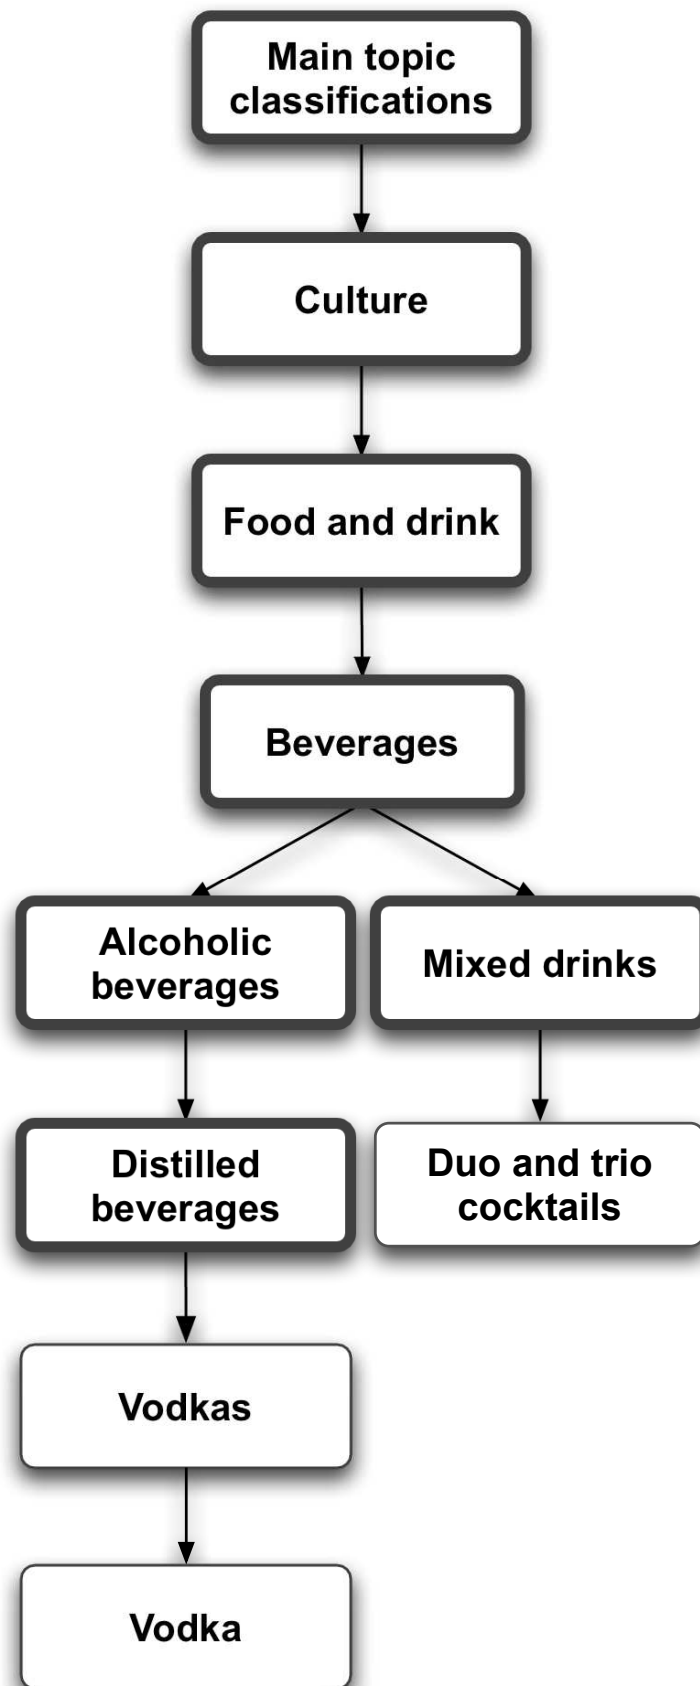 Main topic
classifications
Culture
Food and drink
Beverages
Alcoholic
beverages
Mixed drinks
Distilled
beverages
Duo and trio
cocktails
Vodkas
Vodka